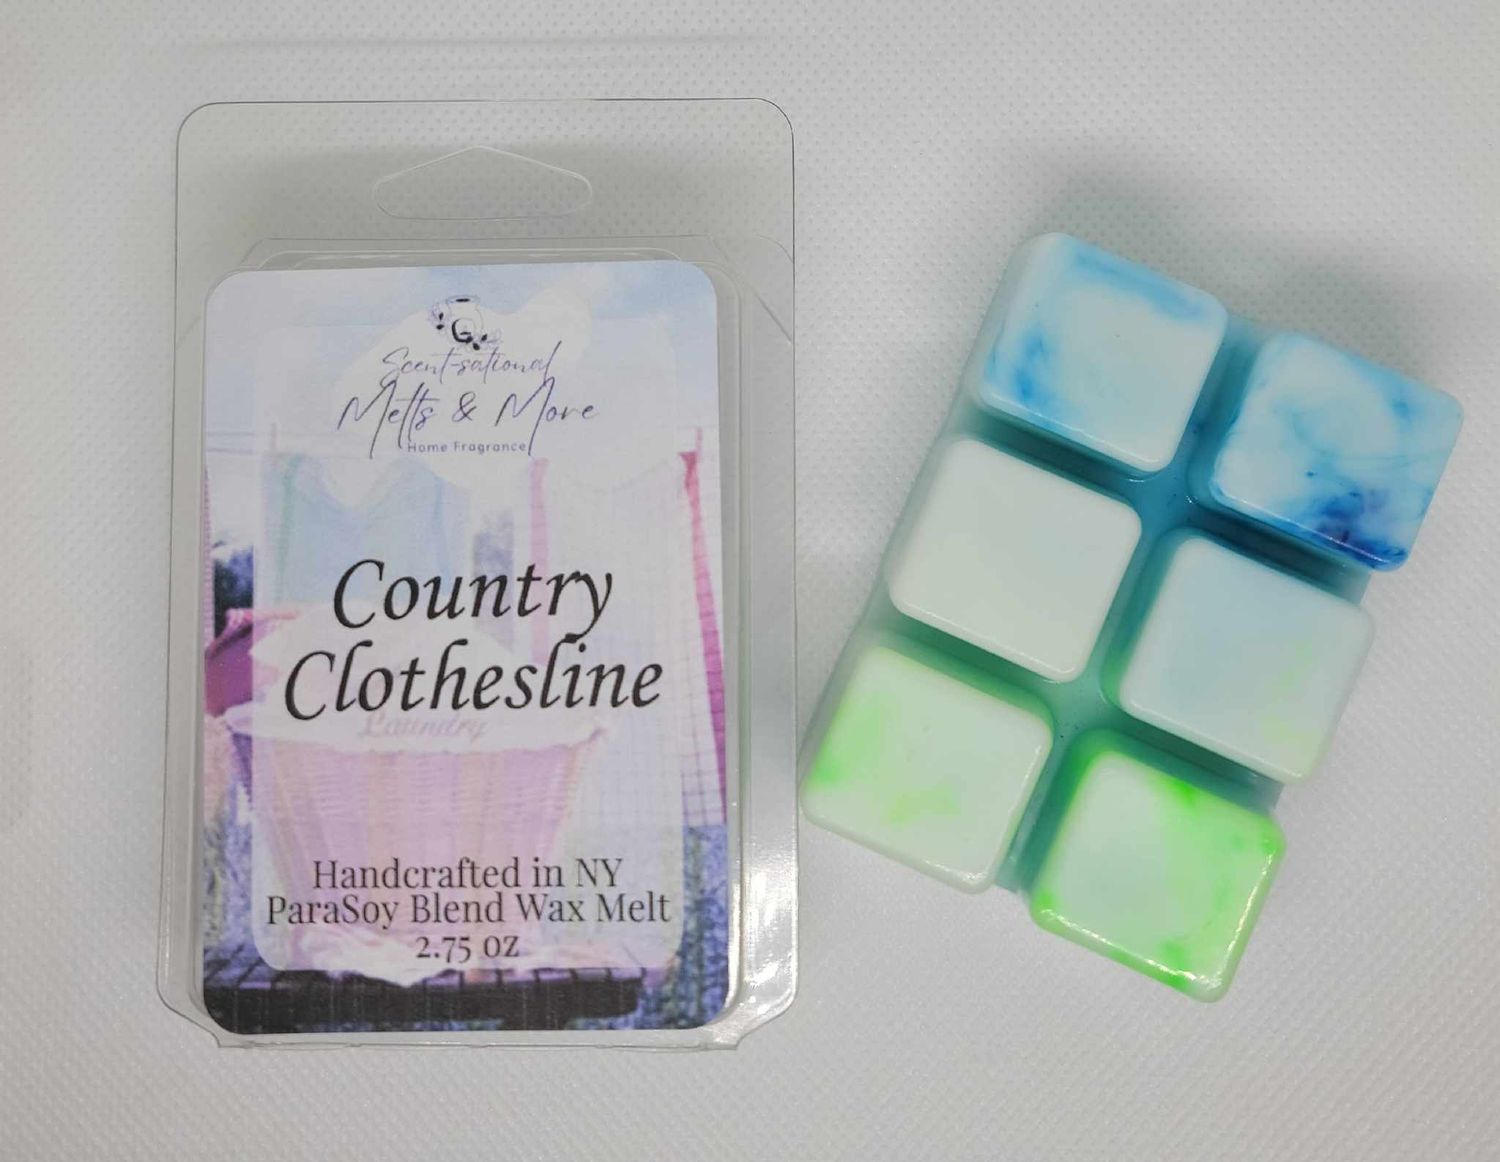 G
Scent-sational
Melts & More
Home Fragrance
Country
Clothesline
Laundry
Handcrafted in NY
ParaSoy Blend Wax Melt
2.75 oz